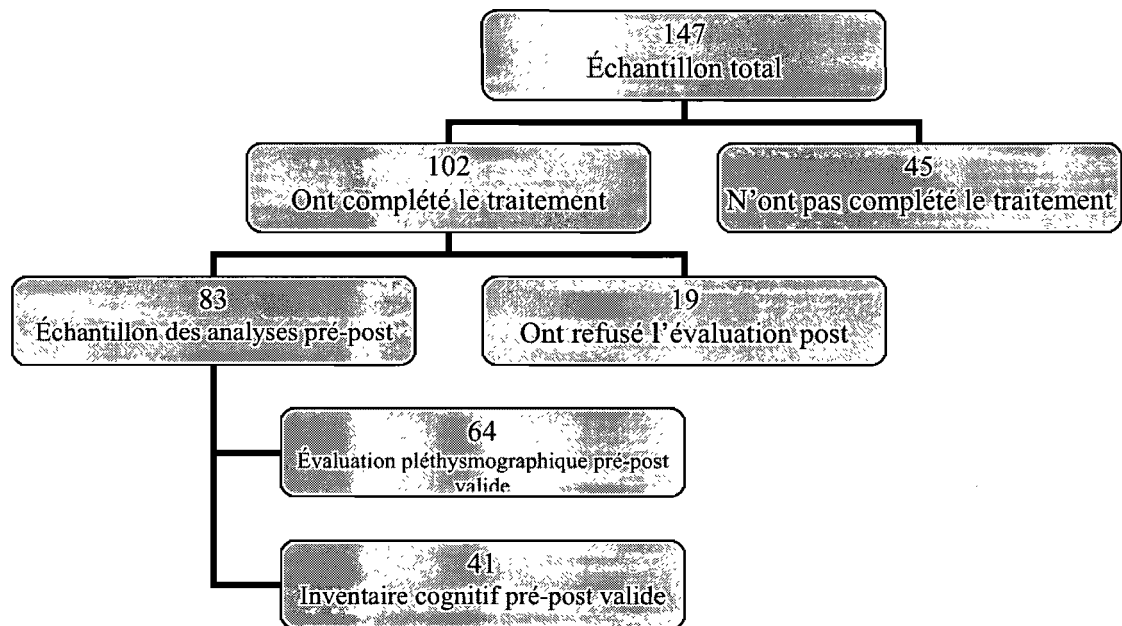 147
Échantillon total
102
Ont complété le traitement
45
N'ont pas complété le traitement
83
Échantillon des analyses pré-post
19
Ont refusé l'évaluation post
64
Évaluation pléthysmographique pré-post
valide
41
Inventaire cognitif pré-post valide